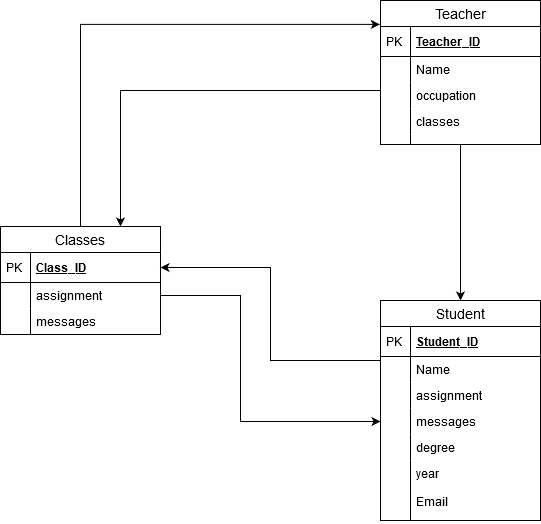 Teacher
PK Teacher_ID
Name
occupation
classes
Classes
PK Class_ID
assignment
messages
Student
PK Student_ID
Name
assignment
messages
degree
year
Email